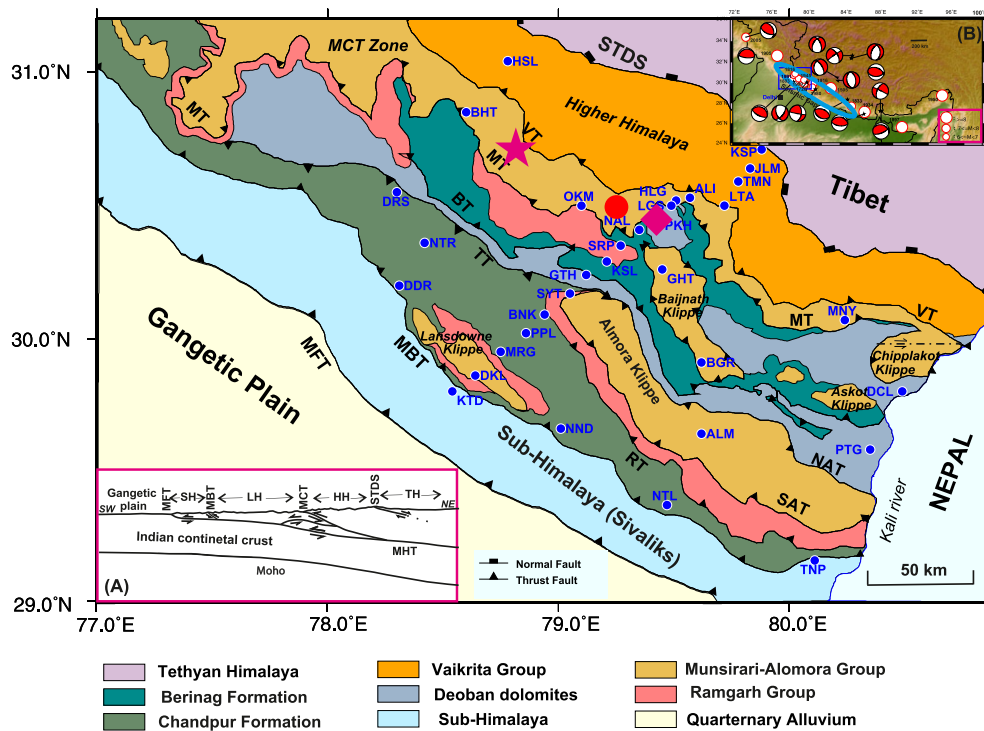 MCT Zone
STDS
(B)
200 km
Delhi
31.0°N
HSL
MT
BHT
VT
MT
Higher Himalaya
KSP
JLM
TMN
Tibet
DRS
BT
OKM
HLG
ALI
LTA
NAL
PKH
NTR
TT
SRP
KSL
GTH
GHT
DDR
SYT
Baijnath
Klippe
BNK
MT
MNY
VT
30.0°N
Gangetic Plain
MFT
MBT
Lansdowne
Klippe
PPL
MRG
Almora Klippe
BGR
Chipplakot
Klippe
DKL
KTD
Askot
Klippe
DCL
NND
ALM
NAT
PTG
NEPAL
RT
Sub-Himalaya (Sivaliks)
NTL
SAT
Kali river
TNP
50 km
Gangetic
plain
MFT
SH
MBT
LH
MCT
HH
STDS
TH
SW
NE
Indian continetal crust
MHT
Moho
(A)
Normal Fault
Thrust Fault
29.0°N
77.0°E
78.0°E
79.0°E
80.0°E
Tethyan Himalaya
Vaikrita Group
Munsirari-Alomora Group
Berinag Formation
Deoban dolomites
Ramgarh Group
Chandpur Formation
Sub-Himalaya
Quarternary Alluvium